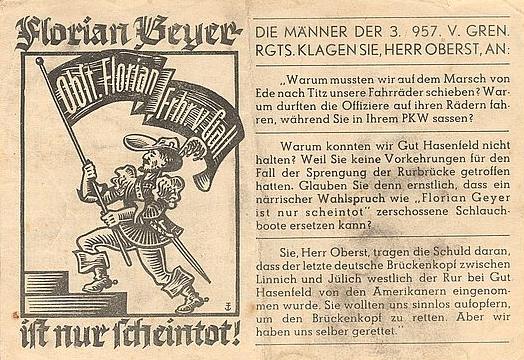 Florian Geyer-
Obst. Florian
Frhr v. Gall
ist nur scheintot!
DIE MÄNNER DER 3. 957. V. GREN.
RGTS. KLAGEN SIE, HERR OBERST, AN:
„Warum mussten wir auf dem Marsch von
Ede nach Titz unsere Fahrräder schieben? War-
um durften die Offiziere auf ihren Rädern fah-
ren, während Sie in Ihrem PKW sassen?
Warum konnten wir Gut Hasenfeld nicht
halten? Weil Sie keine Vorkehrungen für den
Fall der Sprengung der Rurbrücke getroffen
hatten. Glauben Sie denn ernstlich, dass ein
närrischer Wahlspruch wie „Florian Geyer
ist nur scheintot" zerschossene Schlauch-
boote ersetzen kann?
Sie, Herr Oberst, tragen die Schuld daran,
dass der letzte deutsche Brückenkopf zwischen
Linnich und Jülich westlich der Rur bei Gut
Hasenfeld von den Amerikanern eingenom-
men wurde. Sie wollten uns sinnlos aufopfern,
um den Brückenkopf zu retten. Aber wir
haben uns selber gerettet."